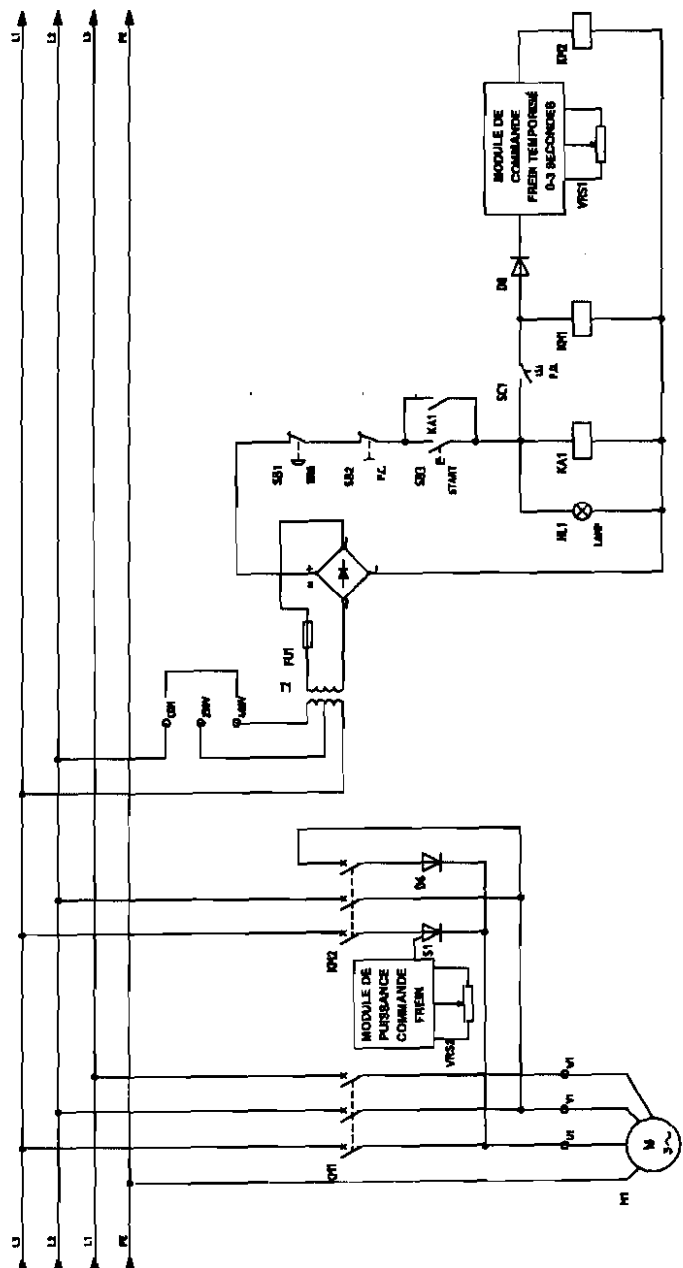 L1
L2
L3
PE
KM2
MODULE DE
COMMANDE
FREIN TEMPORISÉ
0-3 SECONDES
VRS1
D8
KM1
SC1
P.D.
SB1
SB2
F.C.
SB3
START
KA1
KA1
HL1
LAMP
FU1
COM
230V
400V
KM2
D6
S1
MODULE DE
PUISSANCE
COMMANDE
FREIN
VRS2
KM1
U1
V1
W1
M
3~
M1
L3
L2
L1
PE